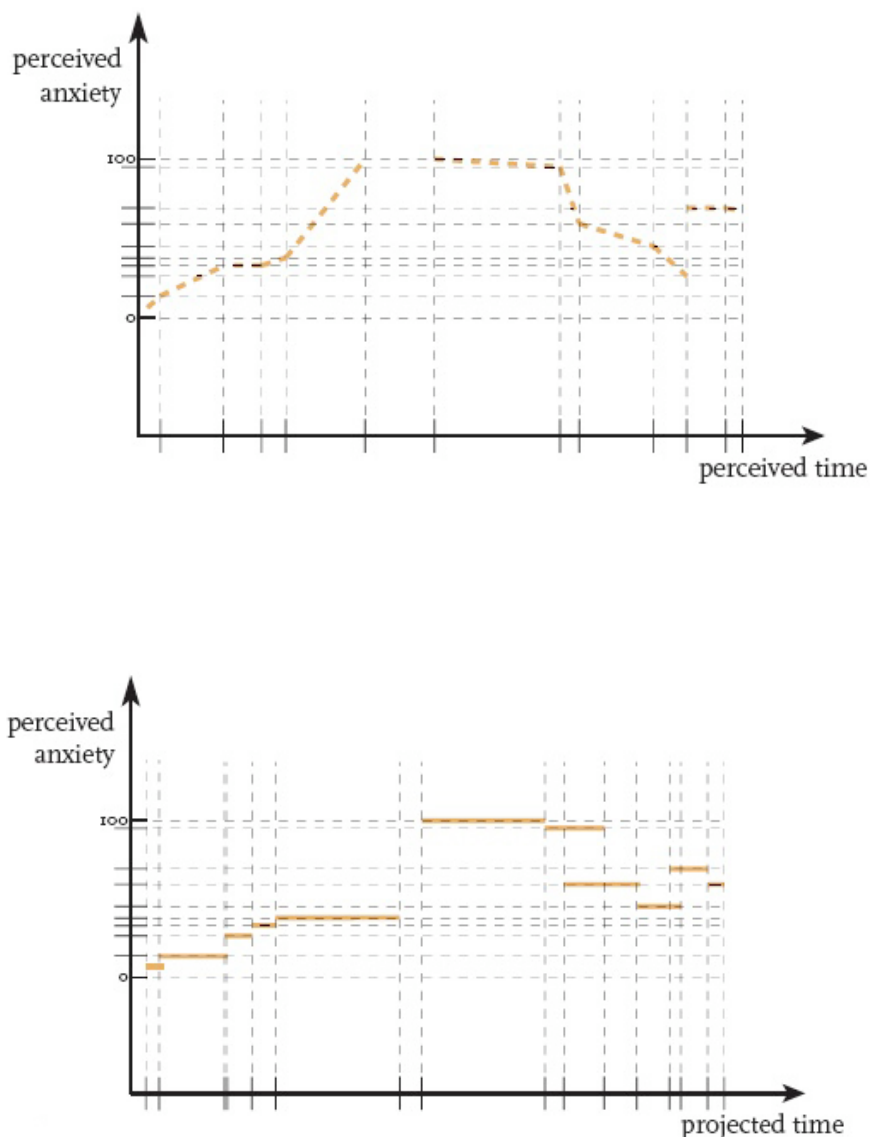 perceived
anxiety
100
0
perceived time
perceived
anxiety
100
0
projected time